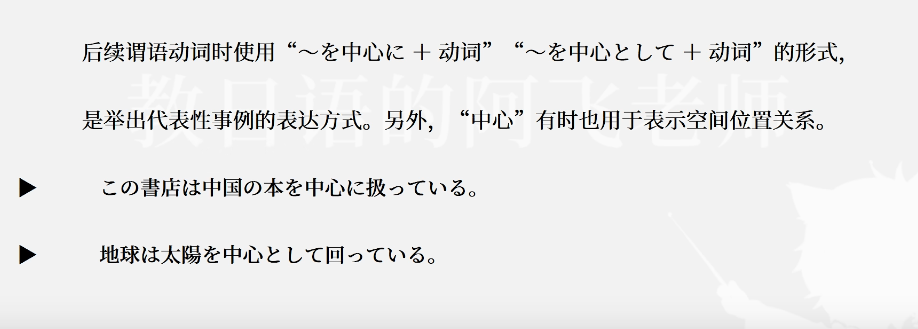 后续谓语动词时使用“～を中心に ＋ 动词”“～を中心として ＋ 动词”的形式，
教日语的阿飞老师
是举出代表性事例的表达方式。另外，“中心”有时也用于表示空间位置关系。
▶ この書店は中国の本を中心に扱っている。
▶ 地球は太陽を中心として回っている。